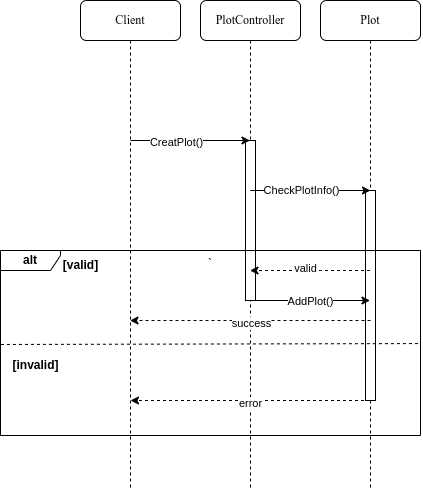 Client
PlotController
Plot
CreatPlot()
CheckPlotInfo()
alt
[valid]
`
valid
AddPlot()
success
[invalid]
error